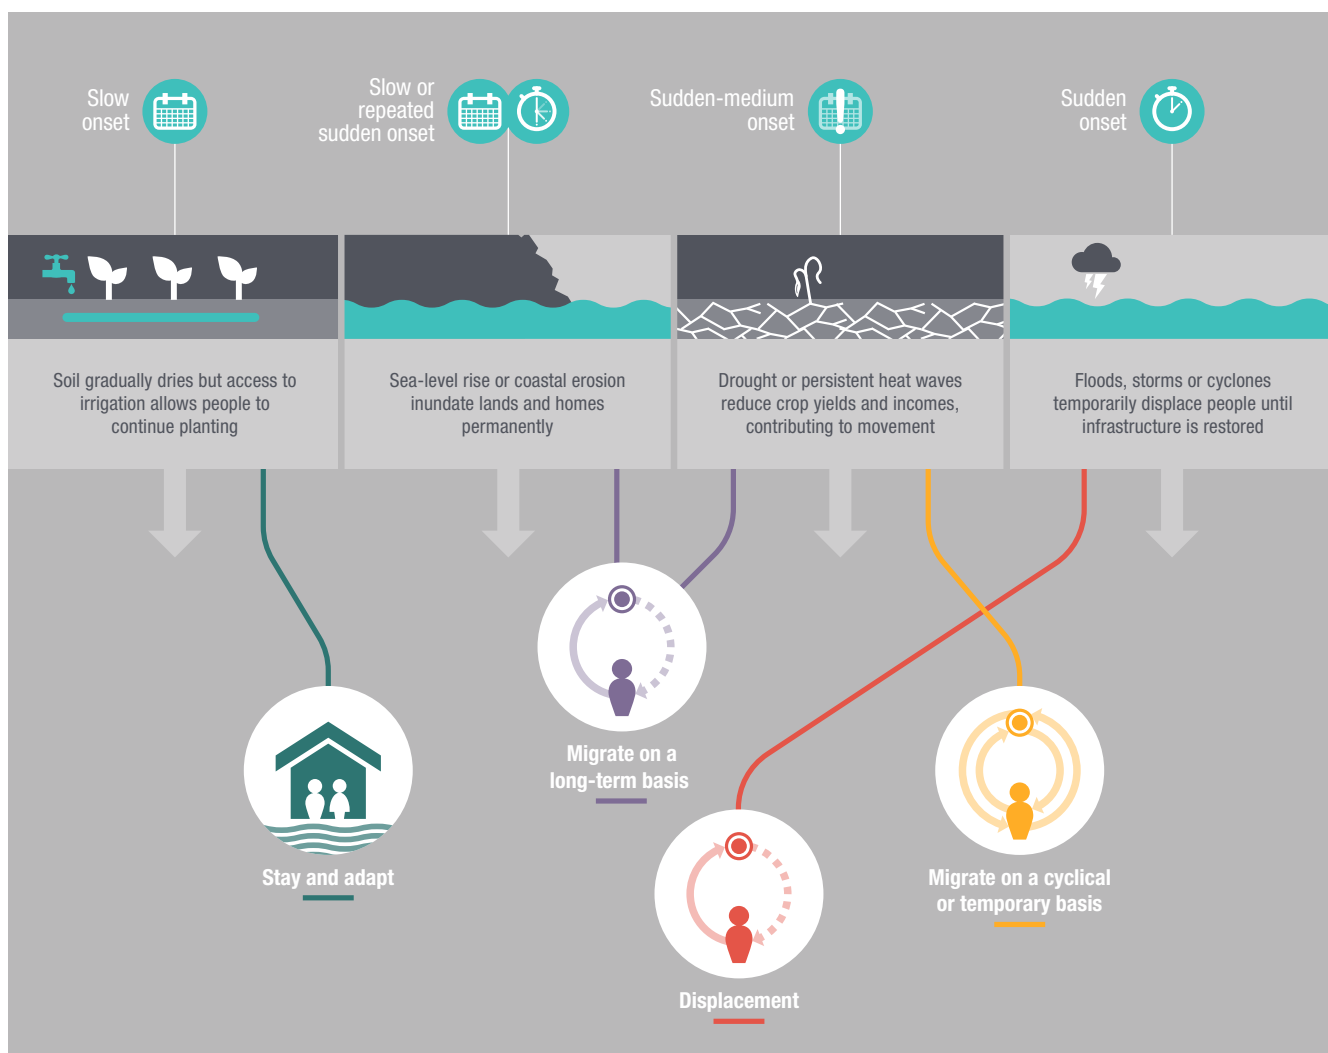 Slow
onset
Slow or
repeated
sudden onset
Sudden-medium
onset
Sudden
onset
Soil gradually dries but access to
irrigation allows people to
continue planting
Sea-level rise or coastal erosion
inundate lands and homes
permanently
Drought or persistent heat waves
reduce crop yields and incomes,
contributing to movement
Floods, storms or cyclones
temporarily displace people until
infrastructure is restored
Migrate on a
long-term basis
Stay and adapt
Migrate on a cyclical
or temporary basis
Displacement